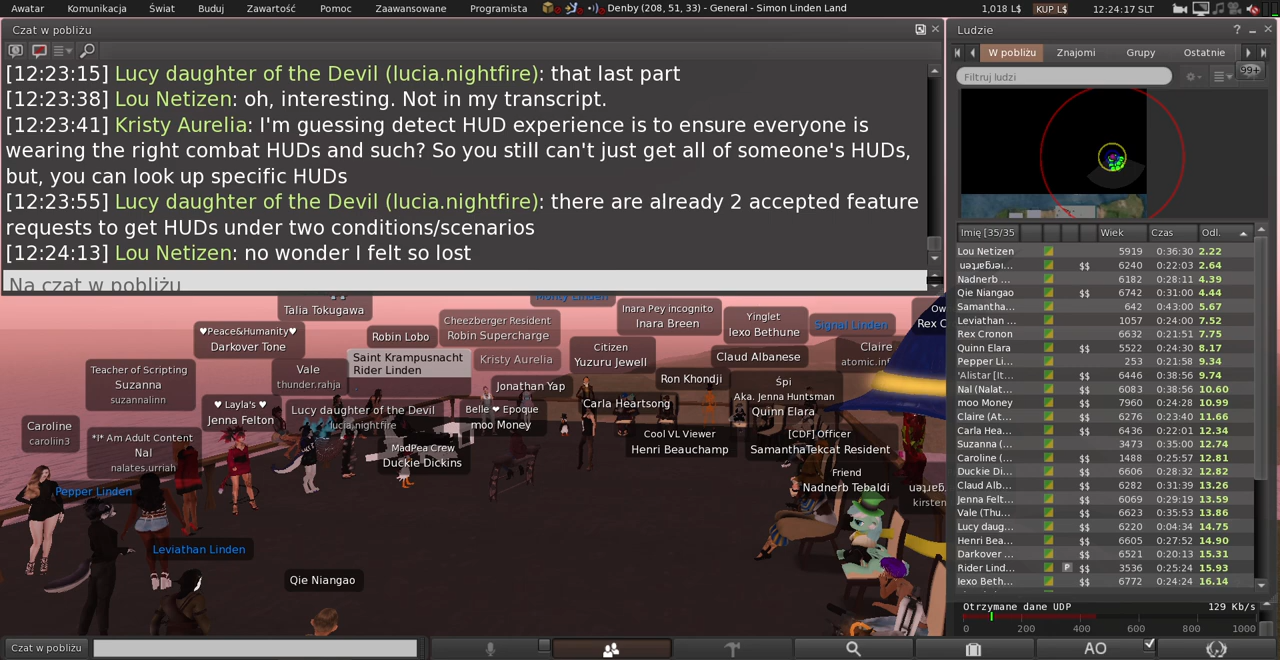 Awatar Komunikacja Świat Buduj Zawartość Pomoc Zaawansowane Programista Denby (208, 51, 33) - General - Simon Linden Land 1,018 L$ KUP L$ 12:24:17 SLT
Czat w pobliżu
[12:23:15] Lucy daughter of the Devil (lucia.nightfire): that last part
[12:23:38] Lou Netizen: oh, interesting. Not in my transcript.
[12:23:41] Kristy Aurelia: I'm guessing detect HUD experience is to ensure everyone is
wearing the right combat HUDs and such? So you still can't just get all of someone's HUDs,
but, you can look up specific HUDs
[12:23:55] Lucy daughter of the Devil (lucia.nightfire): there are already 2 accepted feature
requests to get HUDs under two conditions/scenarios
[12:24:13] Lou Netizen: no wonder I felt so lost
Na czat w pobliżu
Monty Linden
Talia Tokugawa
♥Peace&Humanity♥
Darkover Tone
Robin Lobo
Cheezberger Resident
Robin Supercharge
Inara Pey incognito
Inara Breen
Yinglet
Iexo Bethune
Signal Linden
Rex C
Saint Krampusnacht
Rider Linden
Kristy Aurelia
Citizen
Yuzuru Jewell
Claud Albanese
Claire
atomic.inf
Teacher of Scripting
Suzanna
suzannalinn
Vale
thunder.rahja
Jonathan Yap
Ron Khondji
Śpi
Aka. Jenna Huntsman
Quinn Elara
♥ Layla's ♥
Jenna Felton
Lucy daughter of the Devil
lucia.nightfire
Belle ♥ Epoque
moo Money
Carla Heartsong
Caroline
caroliin3
*I* Am Adult Content
Nal
nalates.urriah
MadPea Crew
Duckie Dickins
Cool VL Viewer
Henri Beauchamp
[CDF] Officer
SamanthaTekcat Resident
Friend
Nadnerb Tebaldi
kirsten
Pepper Linden
Leviathan Linden
Qie Niangao
Ludzie
W pobliżu Znajomi Grupy Ostatnie
99+
Filtruj ludzi
Imię [35/35 Wiek Czas Odl.
Lou Netizen 5919 0:36:30 2.22
$$ 6240 0:22:03 2.64
Nadnerb ... 6182 0:28:11 4.39
Qie Niangao $$ 6742 0:31:00 4.44
Samantha... 642 0:43:00 5.67
Leviathan ... 1057 0:24:00 7.52
Rex Cronon 6632 0:21:51 7.75
Quinn Elara $$ 5522 0:24:30 8.17
Pepper Li... 253 0:21:58 9.34
'Alistar [It... $$ 6446 0:38:56 9.74
Nal (Nalat... $$ 6083 0:38:56 10.60
moo Money $$ 7960 0:24:28 10.99
Claire (At... $$ 6276 0:23:40 11.66
Carla Hea... $$ 6436 0:22:01 12.34
Suzanna (... 3473 0:35:00 12.74
Caroline (... $$ 1488 0:25:57 12.81
Duckie Di... $$ 6606 0:28:32 12.82
Claud Alb... $$ 6282 0:31:39 13.26
Jenna Felt... $$ 6069 0:29:19 13.59
Vale (Thu... $$ 6623 0:35:53 13.86
Lucy daug... $$ 6220 0:04:34 14.75
Henri Bea... $$ 6605 0:27:52 14.90
Darkover ... $$ 6521 0:20:13 15.31
Rider Lind... P $$ 3536 0:25:24 15.93
Iexo Beth... $$ 6772 0:24:24 16.14
Otrzymane dane UDP 129 Kb/s
0 200 400 600 800 1000
Czat w pobliżu
AO